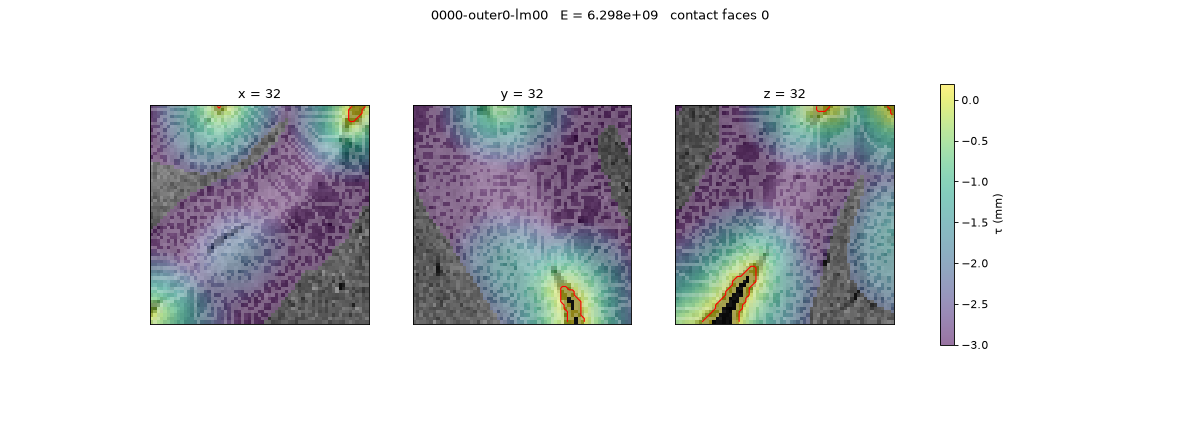 0000-outer0-lm00   E = 6.298e+09   contact faces 0
x = 32
y = 32
z = 32
0.0
−0.5
−1.0
−1.5
−2.0
−2.5
−3.0
τ (mm)